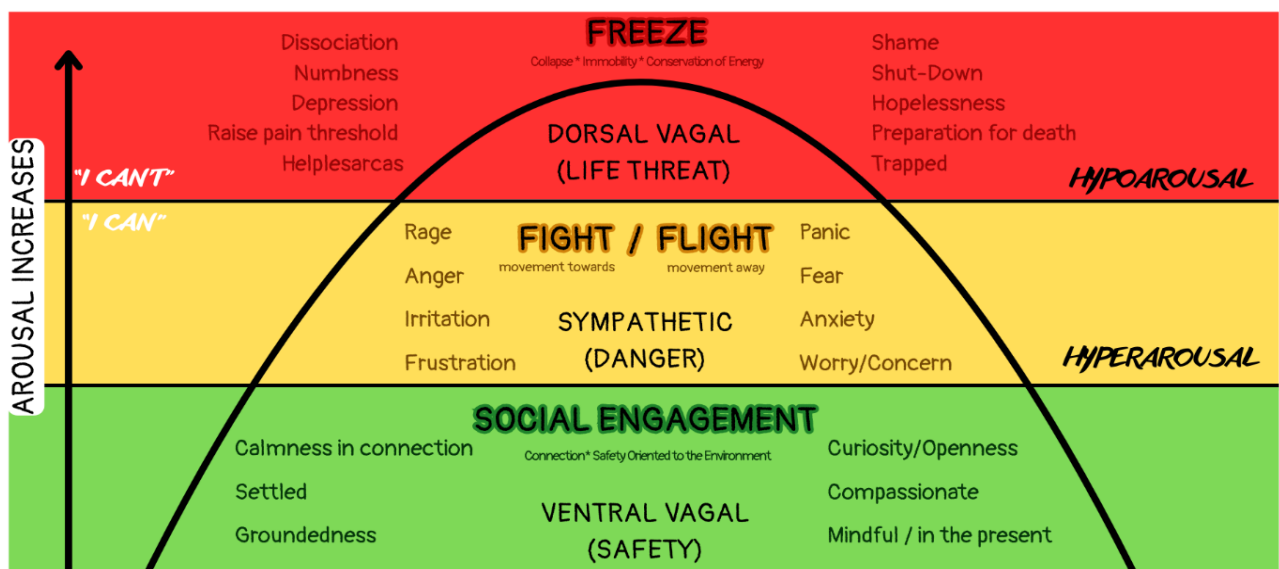 FREEZE
Collapse * Immobility * Conservation of Energy
Dissociation
Numbness
Depression
Raise pain threshold
Helplesarcas
Shame
Shut-Down
Hopelessness
Preparation for death
Trapped
DORSAL VAGAL
(LIFE THREAT)
"I CAN'T"
HYPOAROUSAL
AROUSAL INCREASES
"I CAN"
FIGHT / FLIGHT
movement towards
movement away
Rage
Anger
Irritation
Frustration
Panic
Fear
Anxiety
Worry/Concern
SYMPATHETIC
(DANGER)
HYPERAROUSAL
SOCIAL ENGAGEMENT
Connection* Safety Oriented to the Environment
Calmness in connection
Settled
Groundedness
Curiosity/Openness
Compassionate
Mindful / in the present
VENTRAL VAGAL
(SAFETY)